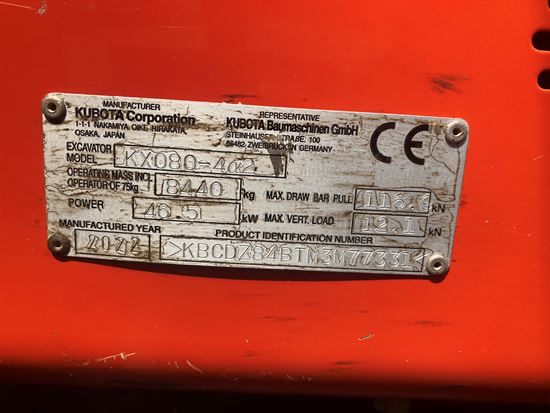 MANUFACTURER
KUBOTA Corporation
1-1-1 NAKAMIYA OIKE HIRAKATA,
OSAKA, JAPAN
REPRESENTATIVE
KUBOTA Baumaschinen GmbH
STEINHAUSER STRAßE. 100
66482 ZWEIBRÜCKEN GERMANY
CE
EXCAVATOR
MODEL KX080-4α2
OPERATING MASS INCL.
OPERATOR OF 75kg 8440 kg
MAX. DRAW BAR PULL 116.9 kN
POWER 46.5 kW
MAX. VERT. LOAD 12.1 kN
MANUFACTURED YEAR
2022
PRODUCT IDENTIFICATION NUMBER
KBCDZ84BTM3M77331